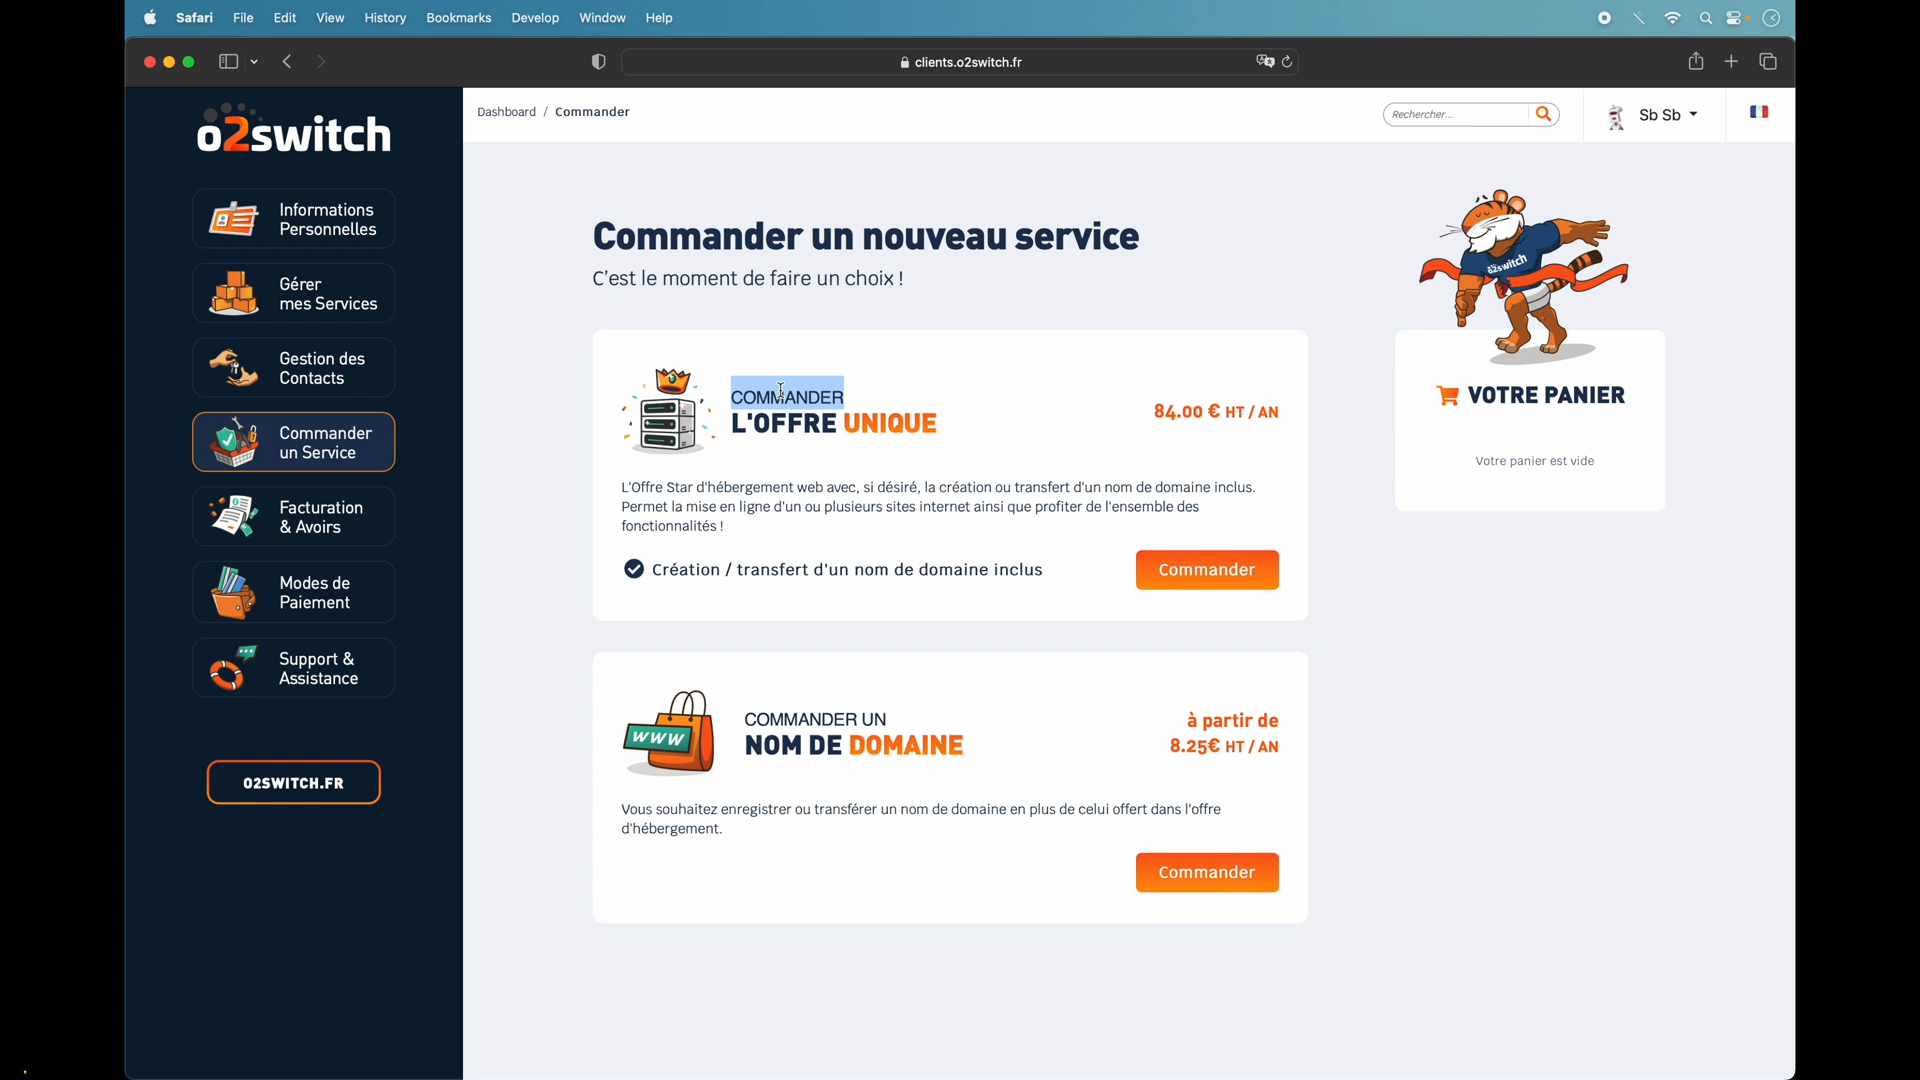 Safari File Edit View History Bookmarks Develop Window Help
clients.o2switch.fr
o2switch
Informations
Personnelles
Gérer
mes Services
Gestion des
Contacts
Commander
un Service
Facturation
& Avoirs
Modes de
Paiement
Support &
Assistance
O2SWITCH.FR
Dashboard / Commander
Rechercher...
Sb Sb
Commander un nouveau service
C'est le moment de faire un choix !
COMMANDER
L'OFFRE UNIQUE
84.00 € HT / AN
L'Offre Star d'hébergement web avec, si désiré, la création ou transfert d'un nom de domaine inclus.
Permet la mise en ligne d'un ou plusieurs sites internet ainsi que profiter de l'ensemble des
fonctionnalités !
Création / transfert d'un nom de domaine inclus
Commander
www
COMMANDER UN
NOM DE DOMAINE
à partir de
8.25€ HT / AN
Vous souhaitez enregistrer ou transférer un nom de domaine en plus de celui offert dans l'offre
d'hébergement.
Commander
o2switch
VOTRE PANIER
Votre panier est vide